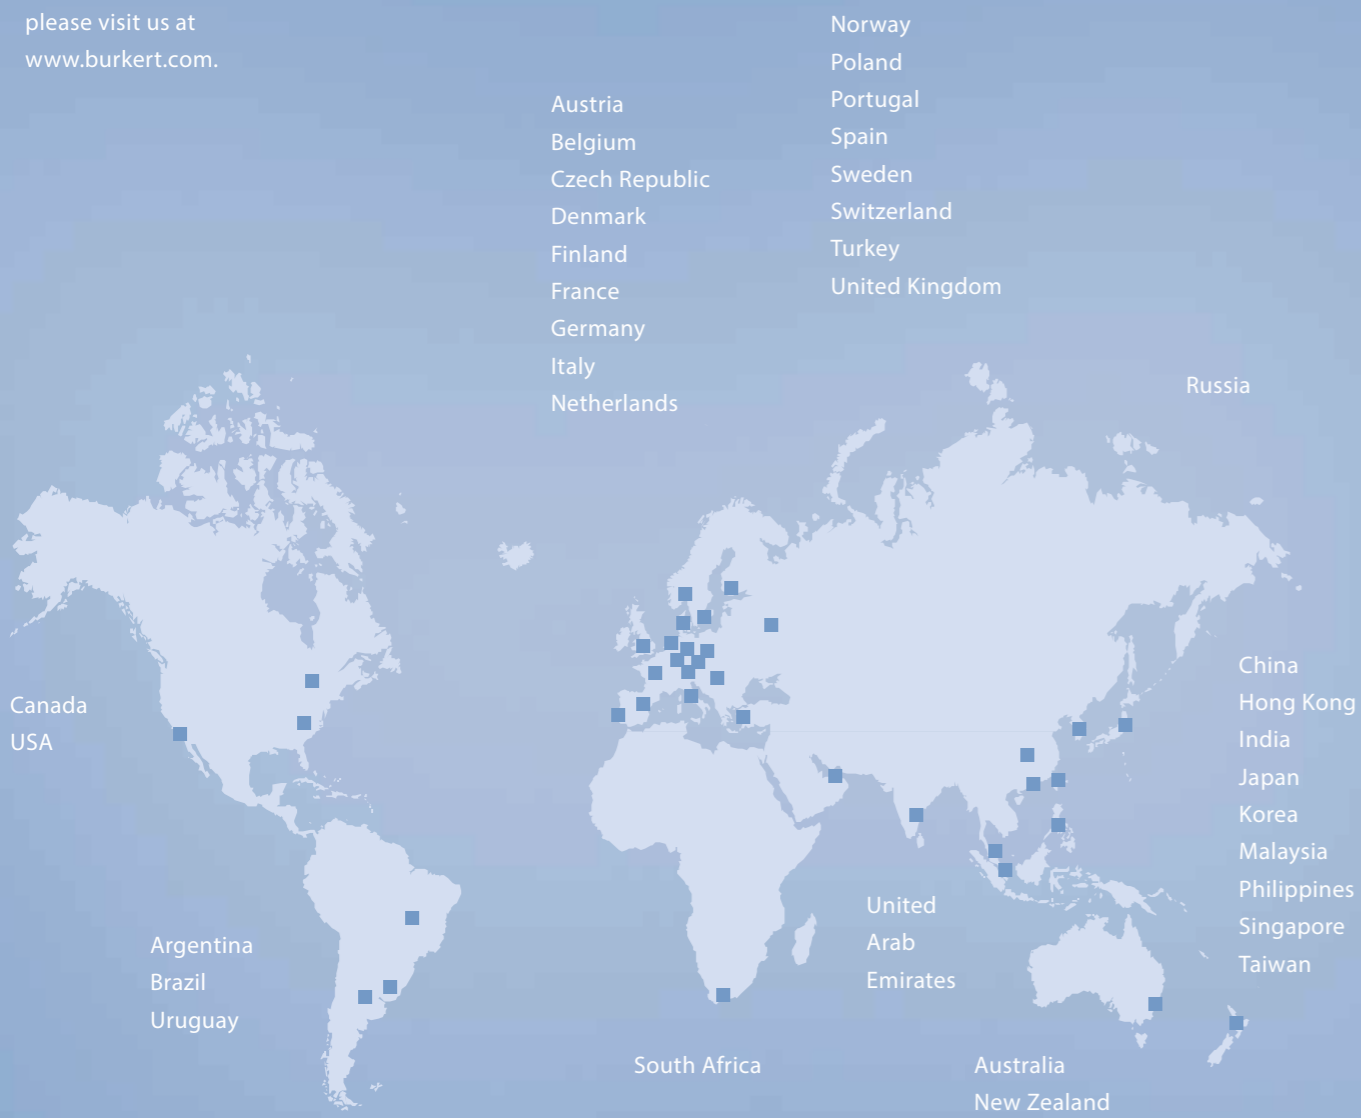 please visit us at
www.burkert.com.
Austria
Belgium
Czech Republic
Denmark
Finland
France
Germany
Italy
Netherlands
Norway
Poland
Portugal
Spain
Sweden
Switzerland
Turkey
United Kingdom
Russia
Canada
USA
China
Hong Kong
India
Japan
Korea
Malaysia
Philippines
Singapore
Taiwan
Argentina
Brazil
Uruguay
United
Arab
Emirates
South Africa
Australia
New Zealand